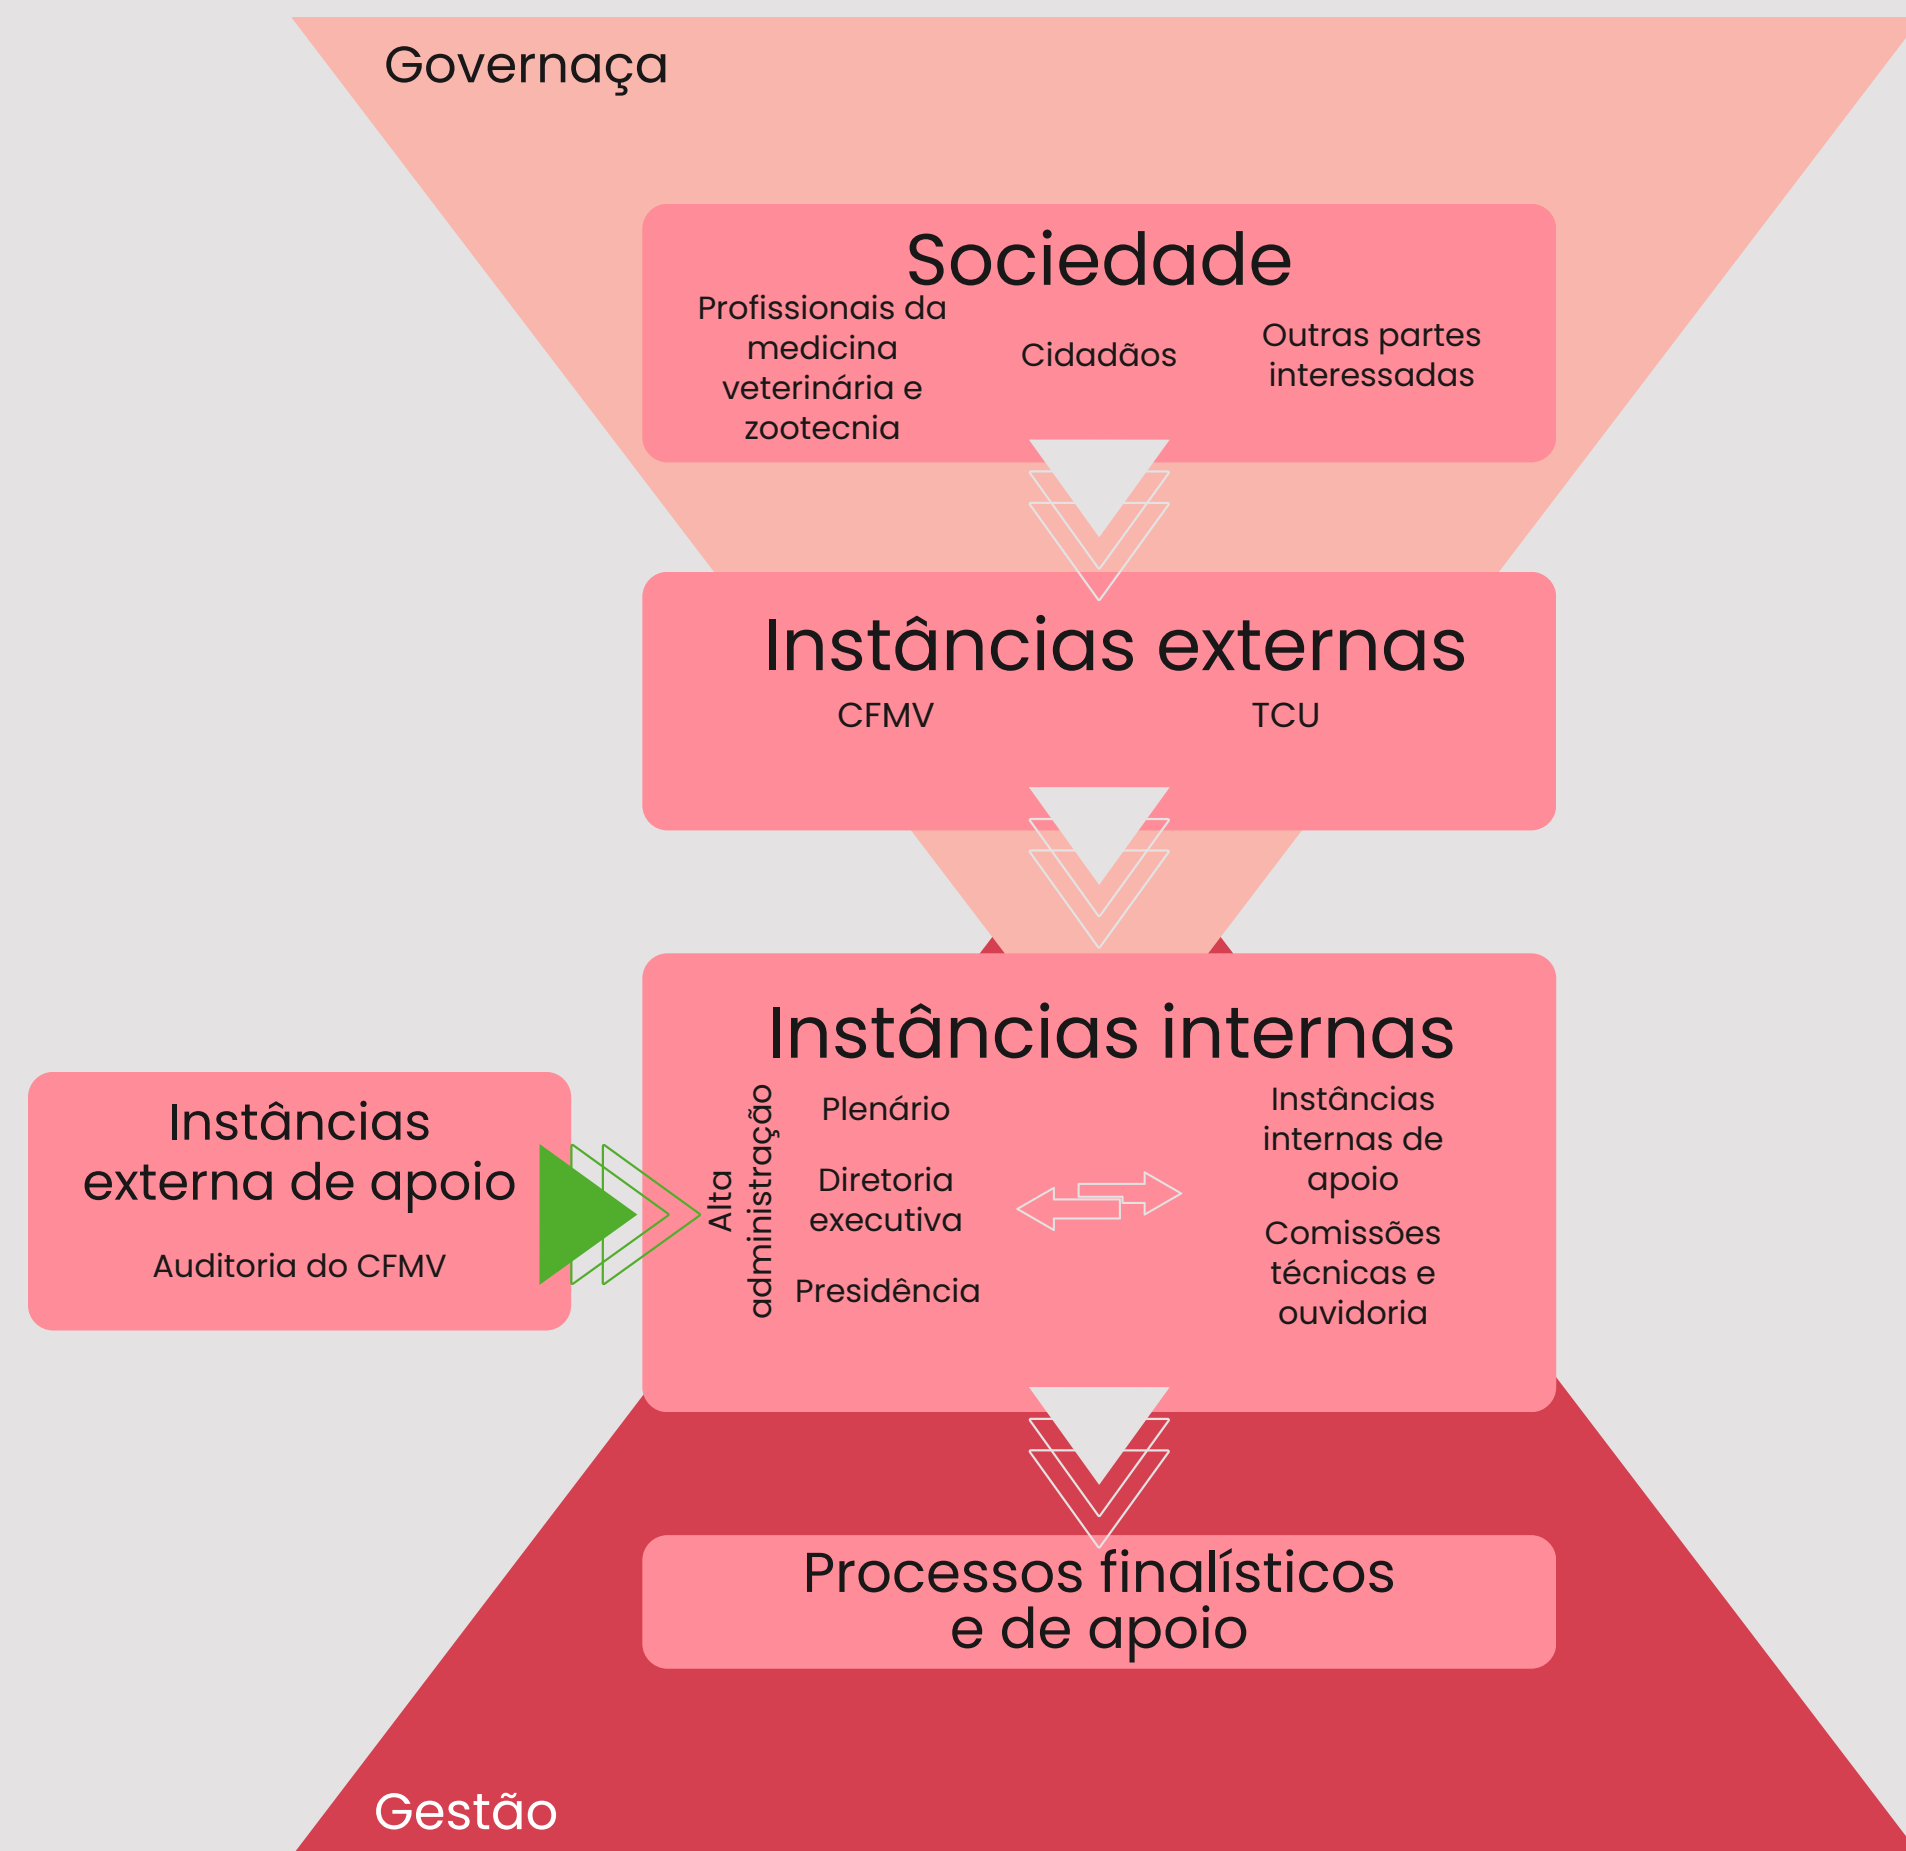 Governaça
Sociedade
Profissionais da
medicina
veterinária e
zootecnia
Cidadãos
Outras partes
interessadas
Instâncias externas
CFMV
TCU
Instâncias
externa de apoio
Auditoria do CFMV
Instâncias internas
Alta
administração
Plenário
Diretoria
executiva
Presidência
Instâncias
internas de
apoio
Comissões
técnicas e
ouvidoria
Processos finalísticos
e de apoio
Gestão